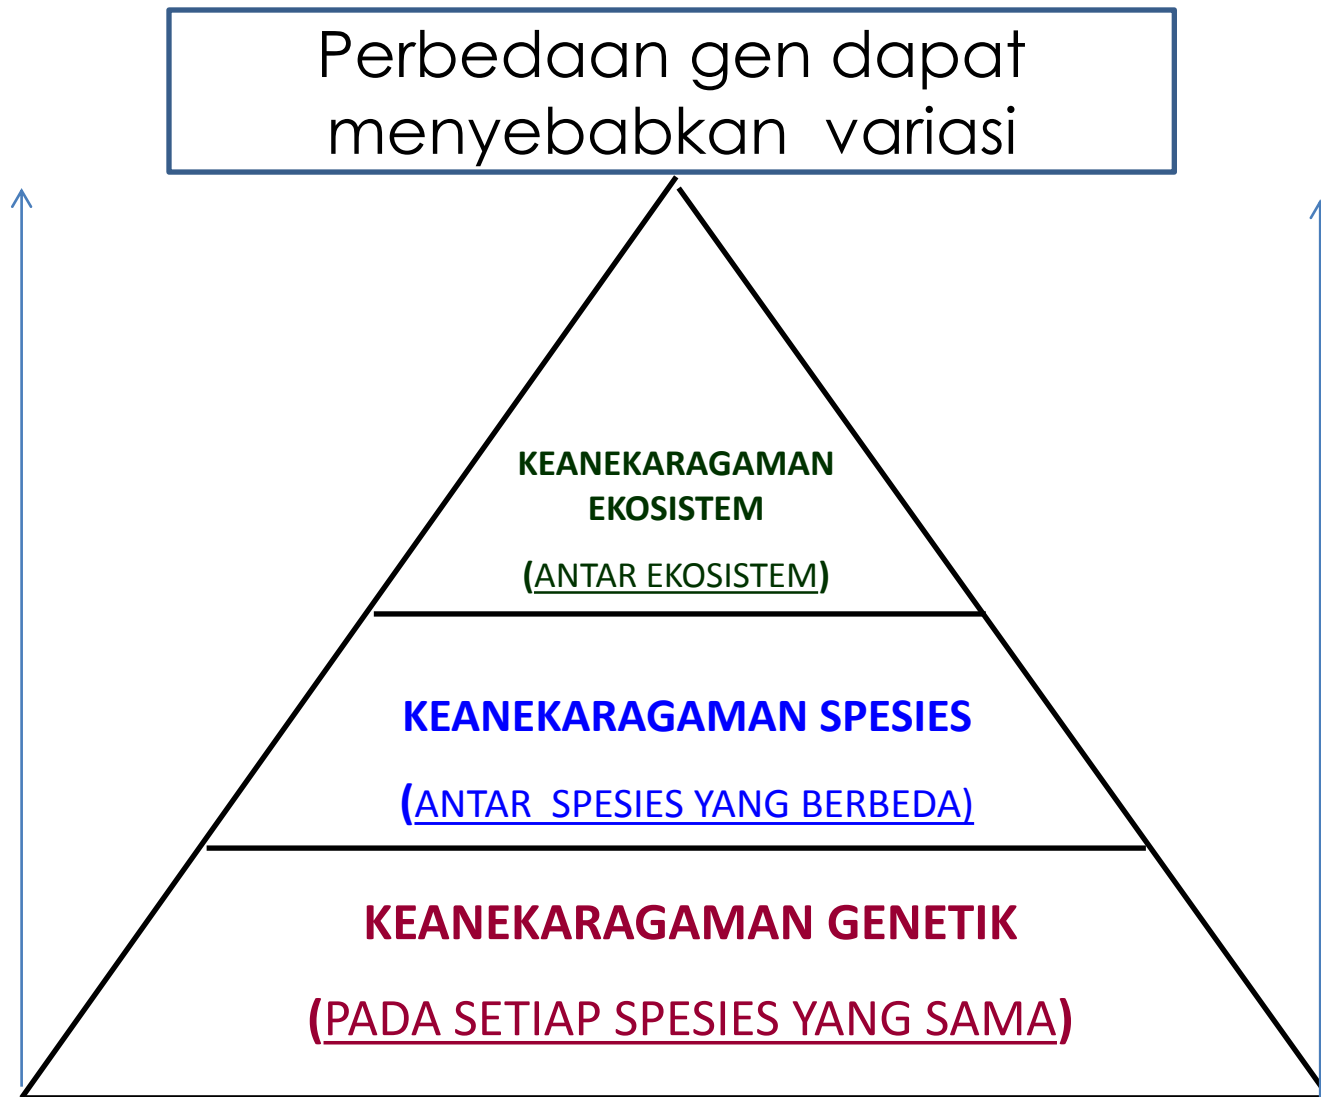 Perbedaan gen dapat
menyebabkan variasi
KEANEKARAGAMAN
EKOSISTEM
(ANTAR EKOSISTEM)
KEANEKARAGAMAN SPESIES
(ANTAR SPESIES YANG BERBEDA)
KEANEKARAGAMAN GENETIK
(PADA SETIAP SPESIES YANG SAMA)